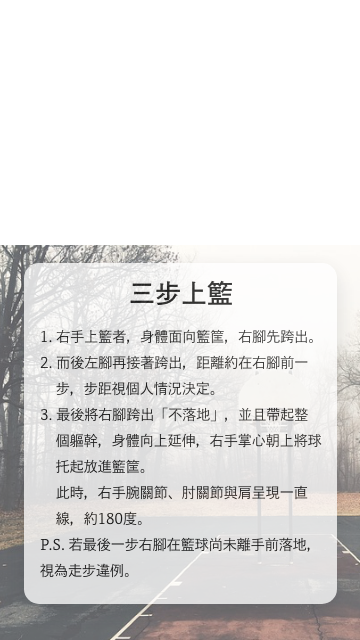 三步上籃
1. 右手上籃者，身體面向籃筐，右腳先跨出。
2. 而後左腳再接著跨出，距離約在右腳前一
步，步距視個人情況決定。
3. 最後將右腳跨出「不落地」，並且帶起整
個軀幹，身體向上延伸，右手掌心朝上將球
托起放進籃筐。
此時，右手腕關節、肘關節與肩呈現一直
線，約180度。
P.S. 若最後一步右腳在籃球尚未離手前落地，
視為走步違例。